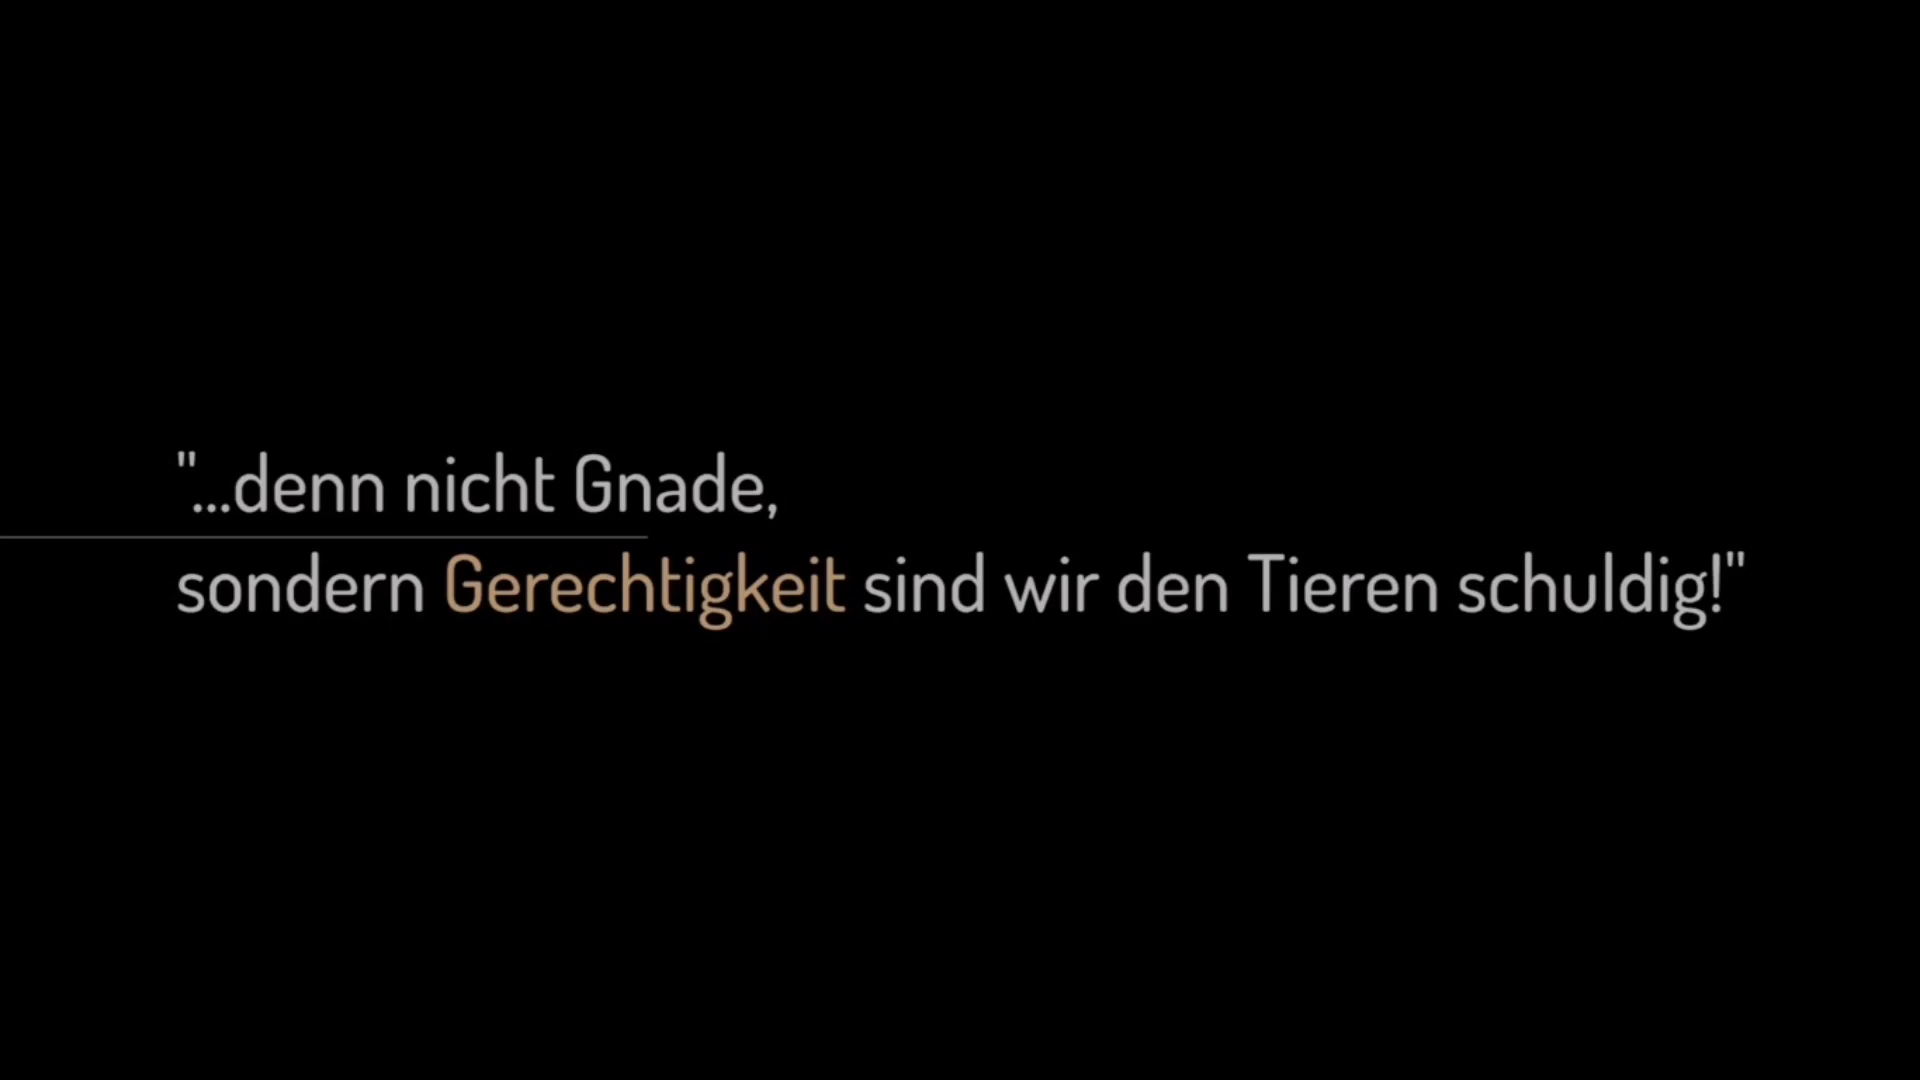 "...denn nicht Gnade,
sondern Gerechtigkeit sind wir den Tieren schuldig!"